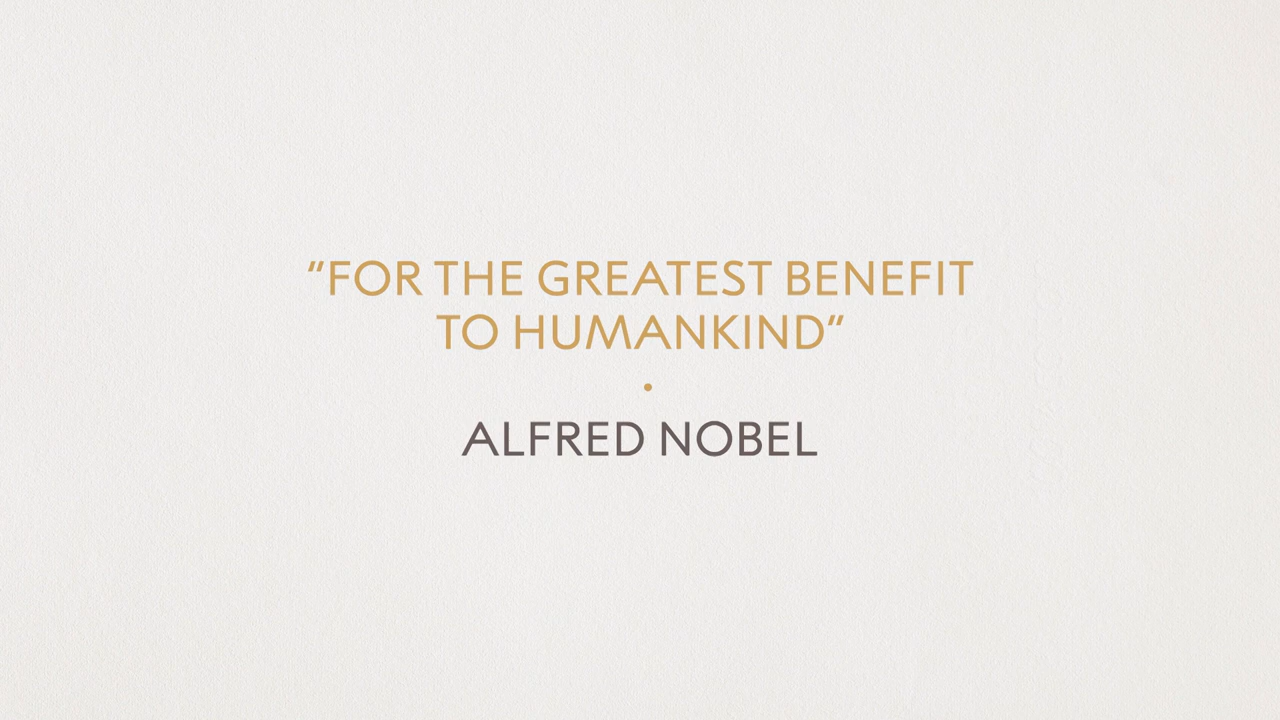 “FOR THE GREATEST BENEFIT
TO HUMANKIND”
•
ALFRED NOBEL